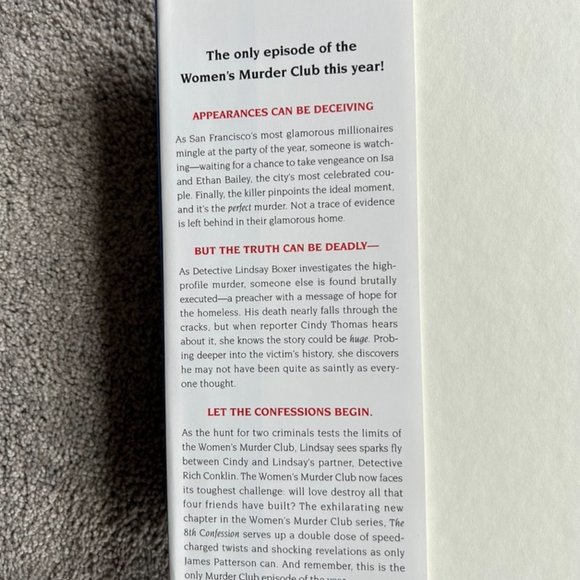 The only episode of the
Women's Murder Club this year!
APPEARANCES CAN BE DECEIVING
As San Francisco's most glamorous millionaires
mingle at the party of the year, someone is watch-
ing—waiting for a chance to take vengeance on Isa
and Ethan Bailey, the city's most celebrated cou-
ple. Finally, the killer pinpoints the ideal moment,
and it's the perfect murder. Not a trace of evidence
is left behind in their glamorous home.
BUT THE TRUTH CAN BE DEADLY—
As Detective Lindsay Boxer investigates the high-
profile murder, someone else is found brutally
executed—a preacher with a message of hope for
the homeless. His death nearly falls through the
cracks, but when reporter Cindy Thomas hears
about it, she knows the story could be huge. Prob-
ing deeper into the victim's history, she discovers
he may not have been quite as saintly as every-
one thought.
LET THE CONFESSIONS BEGIN.
As the hunt for two criminals tests the limits of
the Women's Murder Club, Lindsay sees sparks fly
between Cindy and Lindsay's partner, Detective
Rich Conklin. The Women's Murder Club now faces
its toughest challenge: will love destroy all that
four friends have built? The exhilarating new
chapter in the Women's Murder Club series, The
8th Confession serves up a double dose of speed-
charged twists and shocking revelations as only
James Patterson can. And remember, this is the
only Murder Club episode of the year.